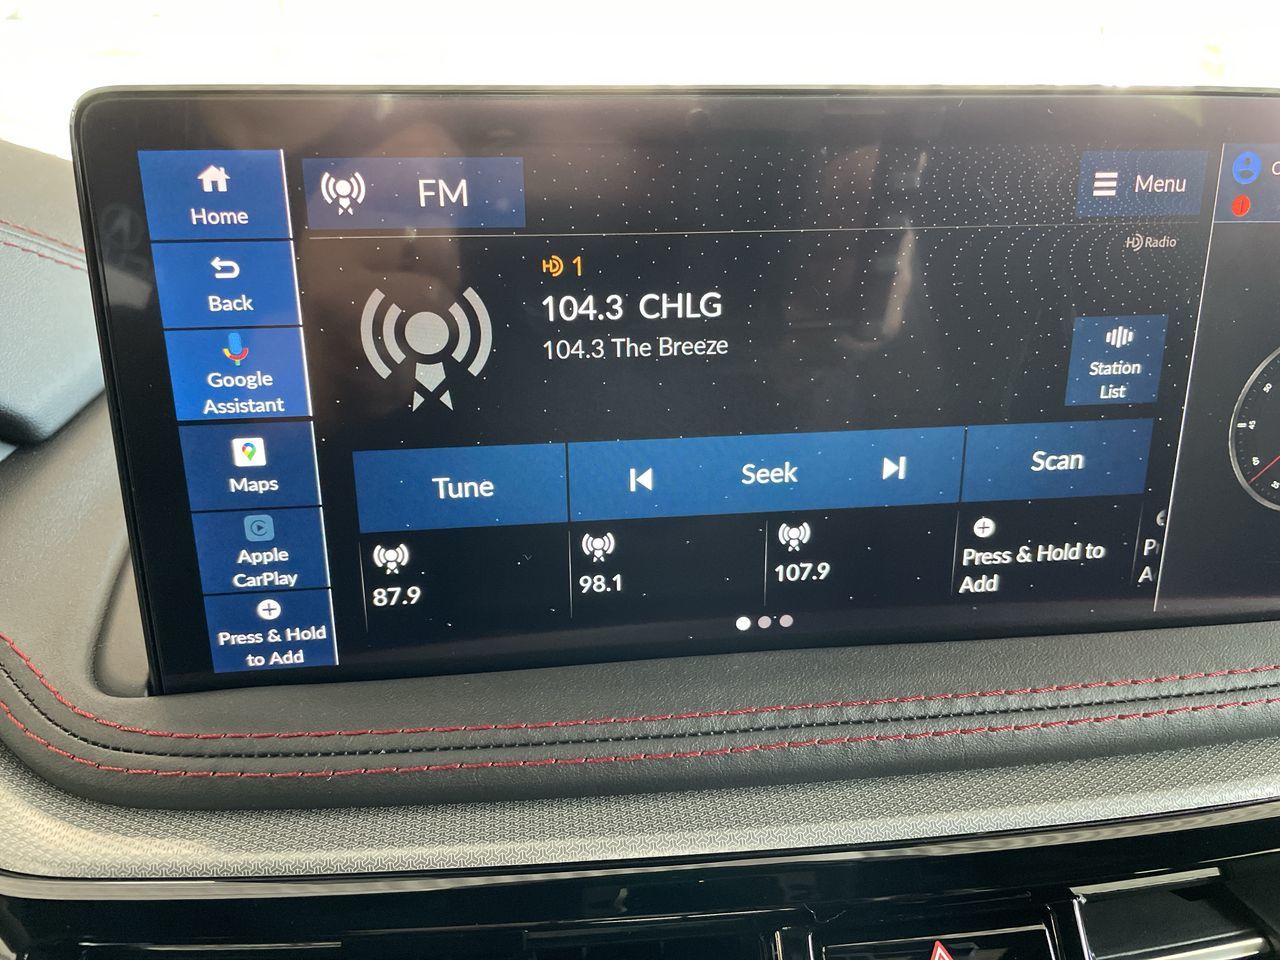 Home
Back
Google
Assistant
Maps
Apple
CarPlay
Press & Hold
to Add
FM
Menu
HD Radio
HD 1
104.3 CHLG
104.3 The Breeze
Station
List
Tune
Seek
Scan
87.9
98.1
107.9
Press & Hold to
Add